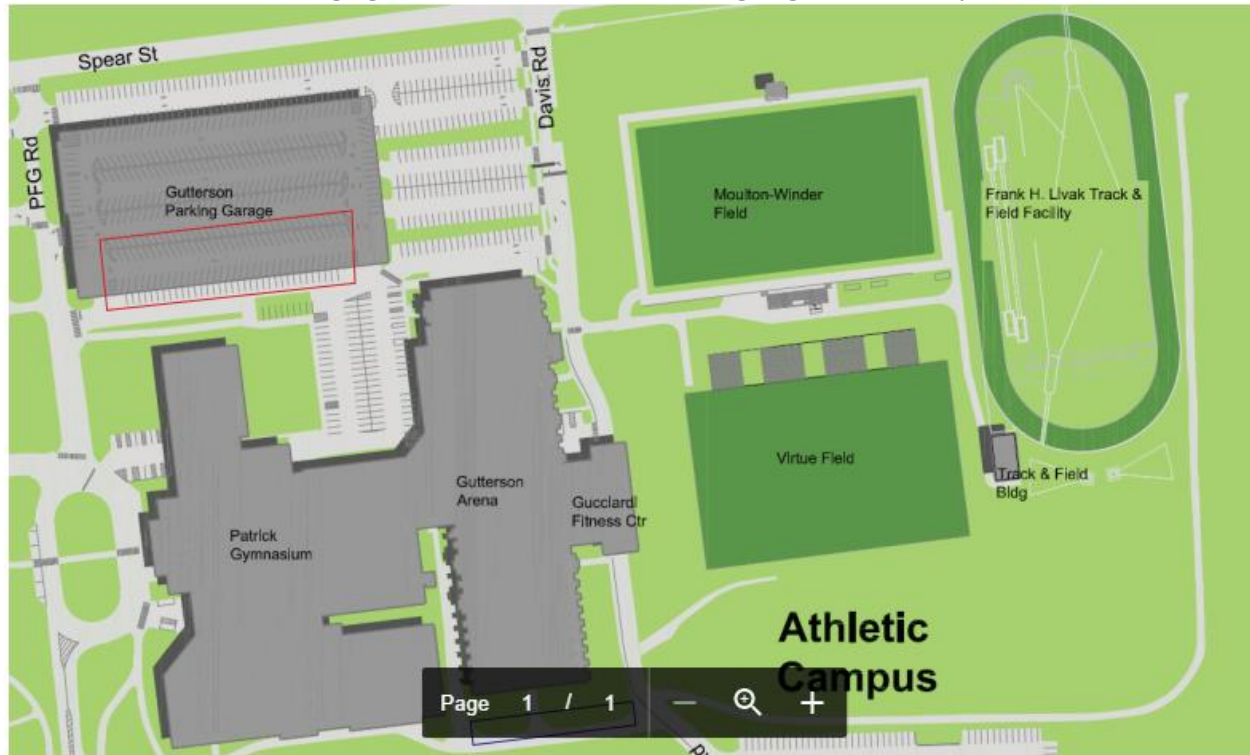 Spear St
Davis Rd
PFG Rd
Gutterson
Parking Garage
Moulton-Winder
Field
Frank H. Livak Track &
Field Facility
Virtue Field
Track & Field
Bldg
Gutterson
Arena
Gucciardi
Fitness Ctr
Patrick
Gymnasium
Athletic
Campus
Page 1 / 1